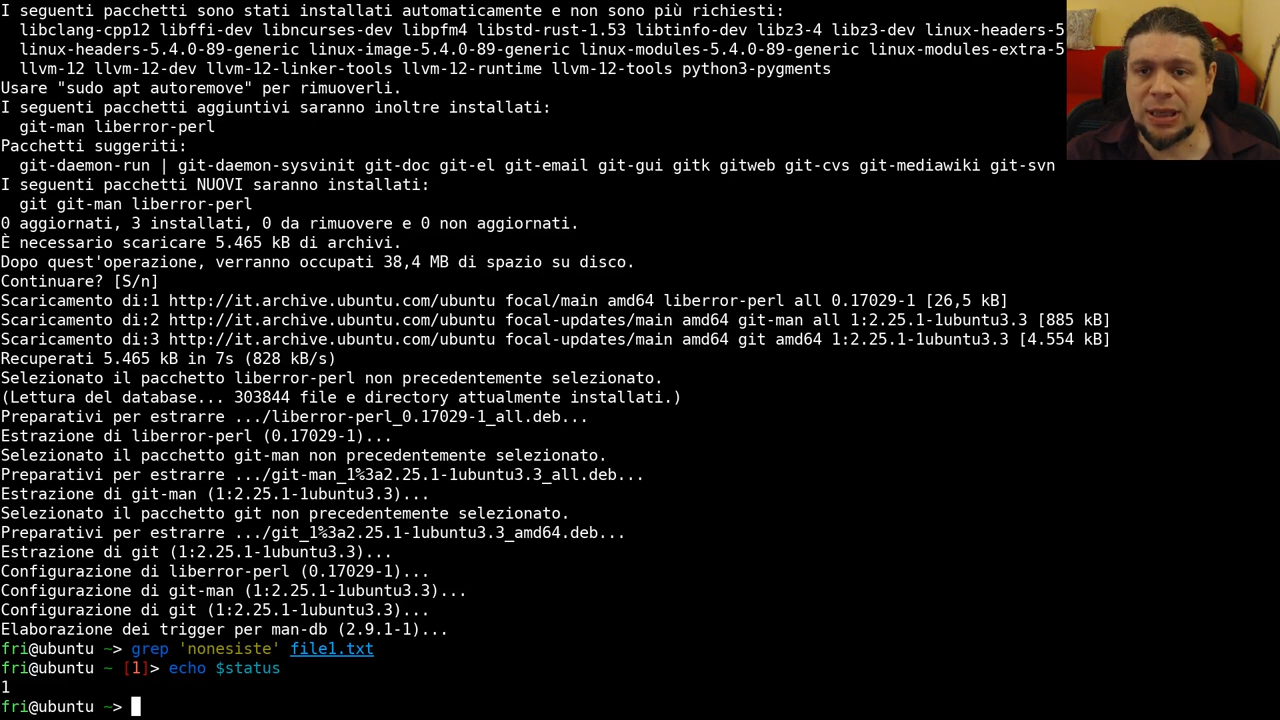 I seguenti pacchetti sono stati installati automaticamente e non sono più richiesti:
  libclang-cpp12 libffi-dev libncurses-dev libpfm4 libstd-rust-1.53 libtinfo-dev libz3-4 libz3-dev linux-headers-5
  linux-headers-5.4.0-89-generic linux-image-5.4.0-89-generic linux-modules-5.4.0-89-generic linux-modules-extra-5
  llvm-12 llvm-12-dev llvm-12-linker-tools llvm-12-runtime llvm-12-tools python3-pygments
Usare "sudo apt autoremove" per rimuoverli.
I seguenti pacchetti aggiuntivi saranno inoltre installati:
  git-man liberror-perl
Pacchetti suggeriti:
  git-daemon-run | git-daemon-sysvinit git-doc git-el git-email git-gui gitk gitweb git-cvs git-mediawiki git-svn
I seguenti pacchetti NUOVI saranno installati:
  git git-man liberror-perl
0 aggiornati, 3 installati, 0 da rimuovere e 0 non aggiornati.
È necessario scaricare 5.465 kB di archivi.
Dopo quest'operazione, verranno occupati 38,4 MB di spazio su disco.
Continuare? [S/n]
Scaricamento di:1 http://it.archive.ubuntu.com/ubuntu focal/main amd64 liberror-perl all 0.17029-1 [26,5 kB]
Scaricamento di:2 http://it.archive.ubuntu.com/ubuntu focal-updates/main amd64 git-man all 1:2.25.1-1ubuntu3.3 [885 kB]
Scaricamento di:3 http://it.archive.ubuntu.com/ubuntu focal-updates/main amd64 git amd64 1:2.25.1-1ubuntu3.3 [4.554 kB]
Recuperati 5.465 kB in 7s (828 kB/s)
Selezionato il pacchetto liberror-perl non precedentemente selezionato.
(Lettura del database... 303844 file e directory attualmente installati.)
Preparativi per estrarre .../liberror-perl_0.17029-1_all.deb...
Estrazione di liberror-perl (0.17029-1)...
Selezionato il pacchetto git-man non precedentemente selezionato.
Preparativi per estrarre .../git-man_1%3a2.25.1-1ubuntu3.3_all.deb...
Estrazione di git-man (1:2.25.1-1ubuntu3.3)...
Selezionato il pacchetto git non precedentemente selezionato.
Preparativi per estrarre .../git_1%3a2.25.1-1ubuntu3.3_amd64.deb...
Estrazione di git (1:2.25.1-1ubuntu3.3)...
Configurazione di liberror-perl (0.17029-1)...
Configurazione di git-man (1:2.25.1-1ubuntu3.3)...
Configurazione di git (1:2.25.1-1ubuntu3.3)...
Elaborazione dei trigger per man-db (2.9.1-1)...
fri@ubuntu ~> grep 'nonesiste' file1.txt
fri@ubuntu ~ [1]> echo $status
1
fri@ubuntu ~>